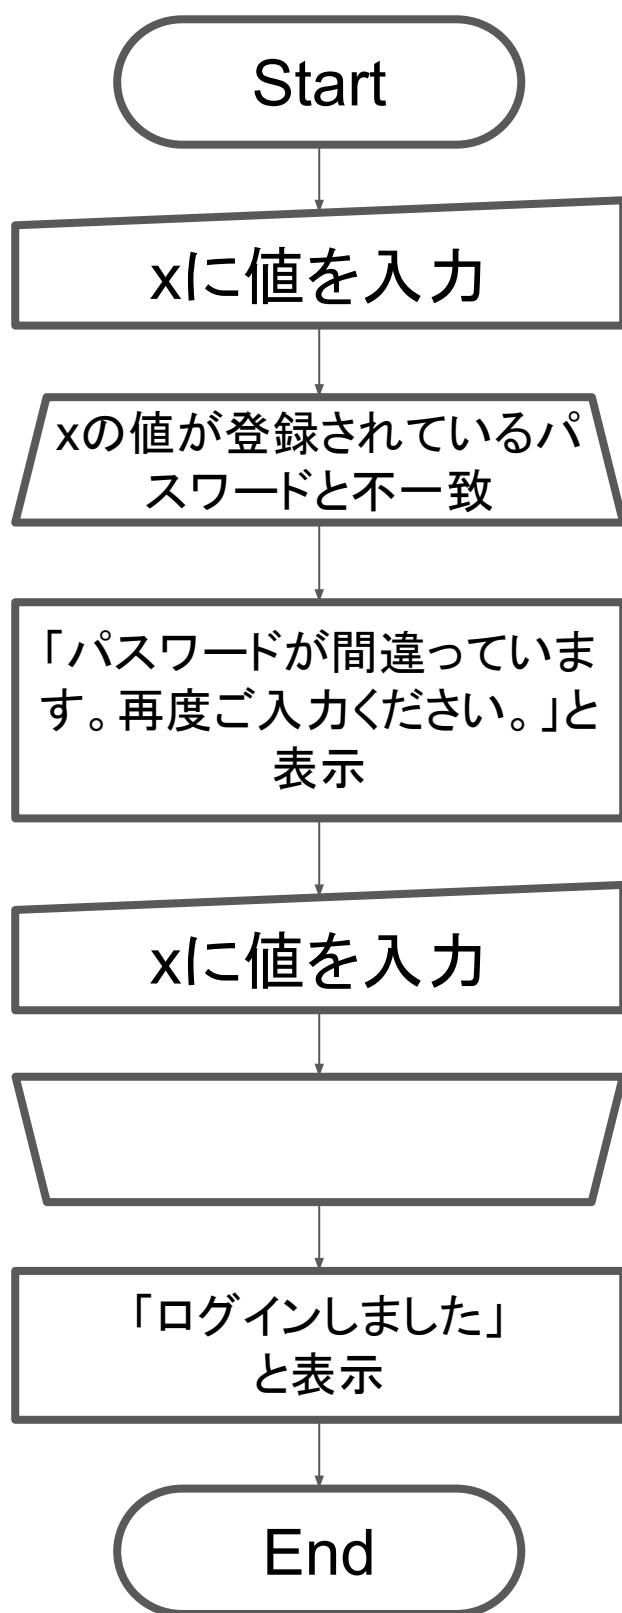 Start
xに値を入力
xの値が登録されているパ
スワードと不一致
「パスワードが間違っていま
す。再度ご入力ください。」と
表示
xに値を入力
「ログインしました」
と表示
End